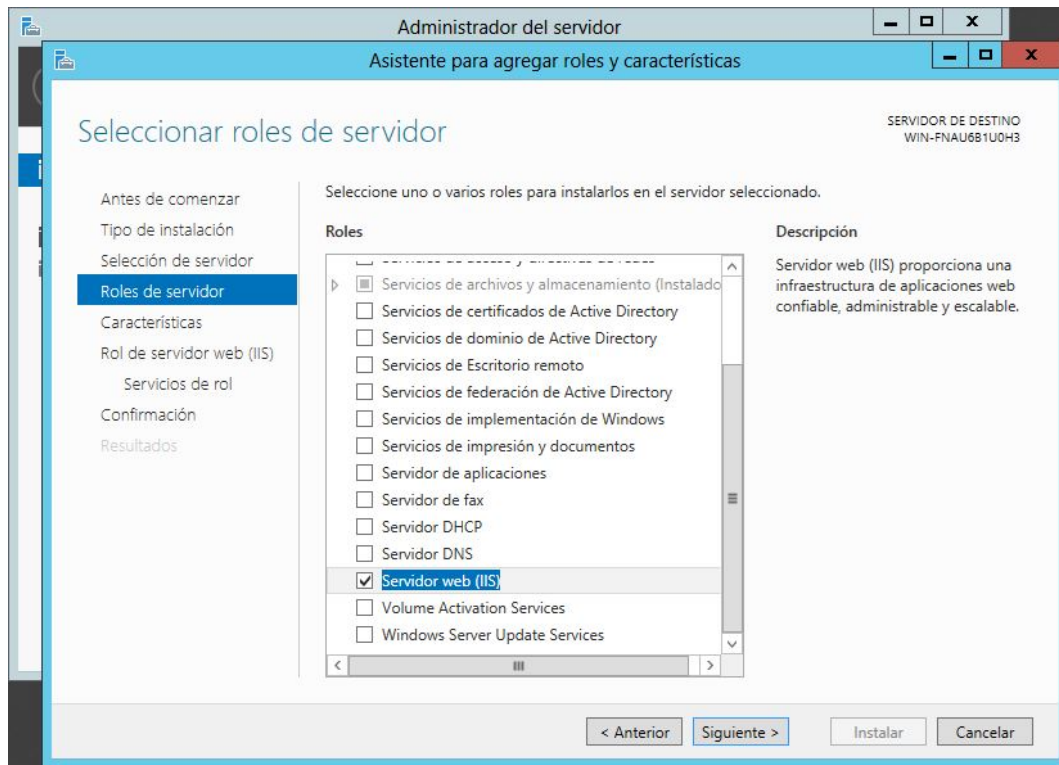 Administrador del servidor
Asistente para agregar roles y características
Seleccionar roles de servidor
SERVIDOR DE DESTINO
WIN-FNAU6B1U0H3
Antes de comenzar
Tipo de instalación
Selección de servidor
Roles de servidor
Características
Rol de servidor web (IIS)
Servicios de rol
Confirmación
Resultados
Seleccione uno o varios roles para instalarlos en el servidor seleccionado.
Roles
Servicios de archivos y almacenamiento (Instalado
Servicios de certificados de Active Directory
Servicios de dominio de Active Directory
Servicios de Escritorio remoto
Servicios de federación de Active Directory
Servicios de implementación de Windows
Servicios de impresión y documentos
Servidor de aplicaciones
Servidor de fax
Servidor DHCP
Servidor DNS
Servidor web (IIS)
Volume Activation Services
Windows Server Update Services
Descripción
Servidor web (IIS) proporciona una
infraestructura de aplicaciones web
confiable, administrable y escalable.
< Anterior
Siguiente >
Instalar
Cancelar